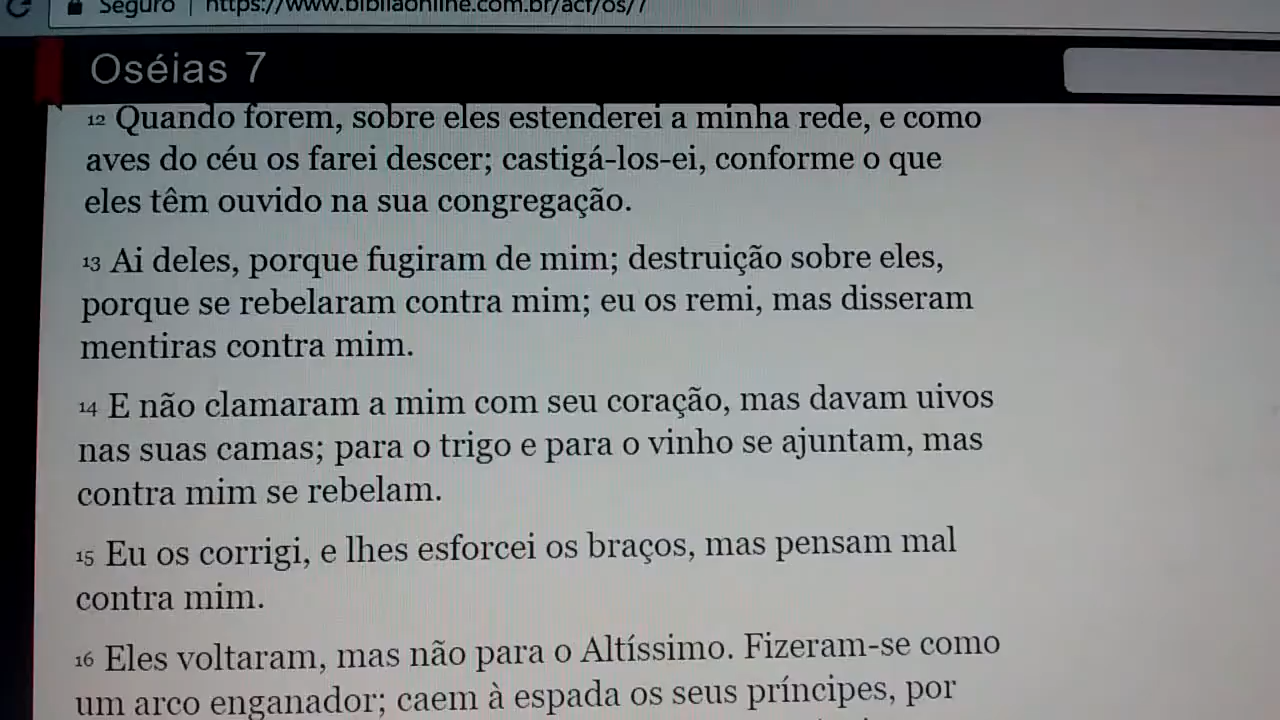 Seguro | https://www.bibliaonline.com.br/acf/os/7
Oséias 7
12 Quando forem, sobre eles estenderei a minha rede, e como
aves do céu os farei descer; castigá-los-ei, conforme o que
eles têm ouvido na sua congregação.
13 Ai deles, porque fugiram de mim; destruição sobre eles,
porque se rebelaram contra mim; eu os remi, mas disseram
mentiras contra mim.
14 E não clamaram a mim com seu coração, mas davam uivos
nas suas camas; para o trigo e para o vinho se ajuntam, mas
contra mim se rebelam.
15 Eu os corrigi, e lhes esforcei os braços, mas pensam mal
contra mim.
16 Eles voltaram, mas não para o Altíssimo. Fizeram-se como
um arco enganador; caem à espada os seus príncipes, por